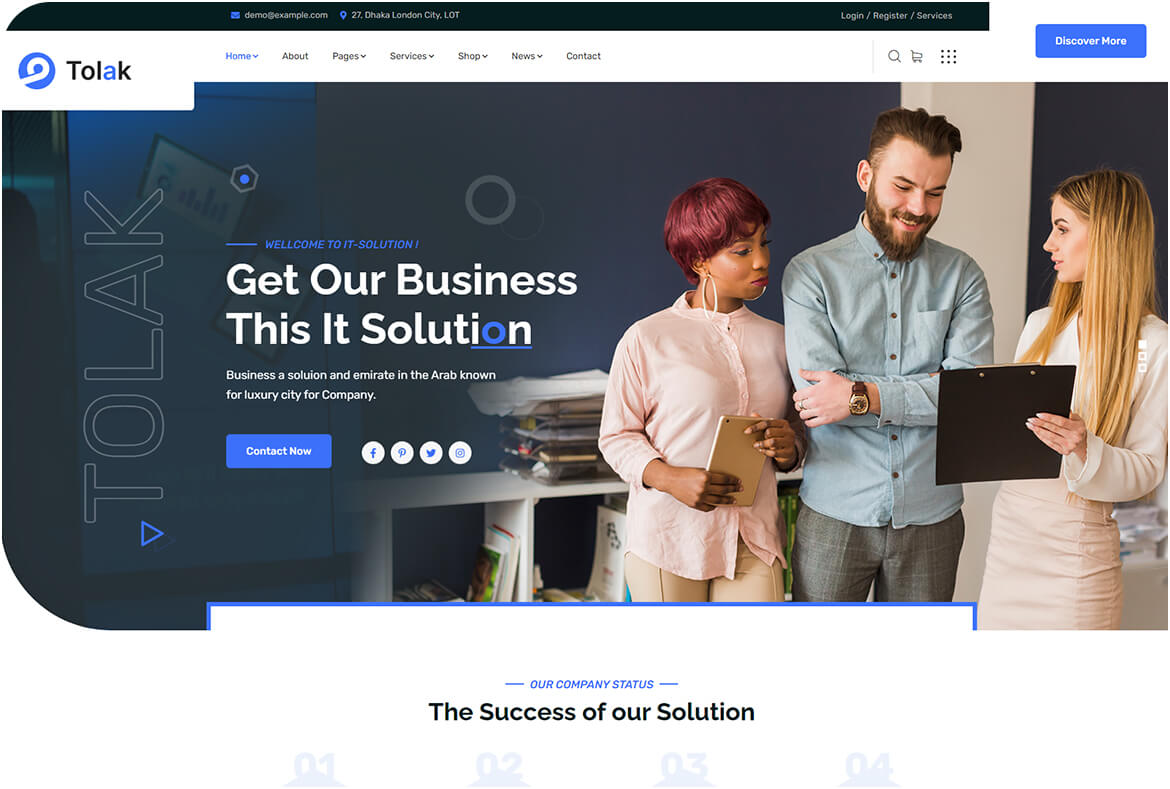 demo@example.com 27, Dhaka London City, LOT Login / Register / Services
Discover More
Tolak
Home About Pages Services Shop News Contact
TOLAK
WELLCOME TO IT-SOLUTION !
Get Our Business
This It Solution
Business a soluion and emirate in the Arab known
for luxury city for Company.
Contact Now
OUR COMPANY STATUS
The Success of our Solution
01 02 03 04